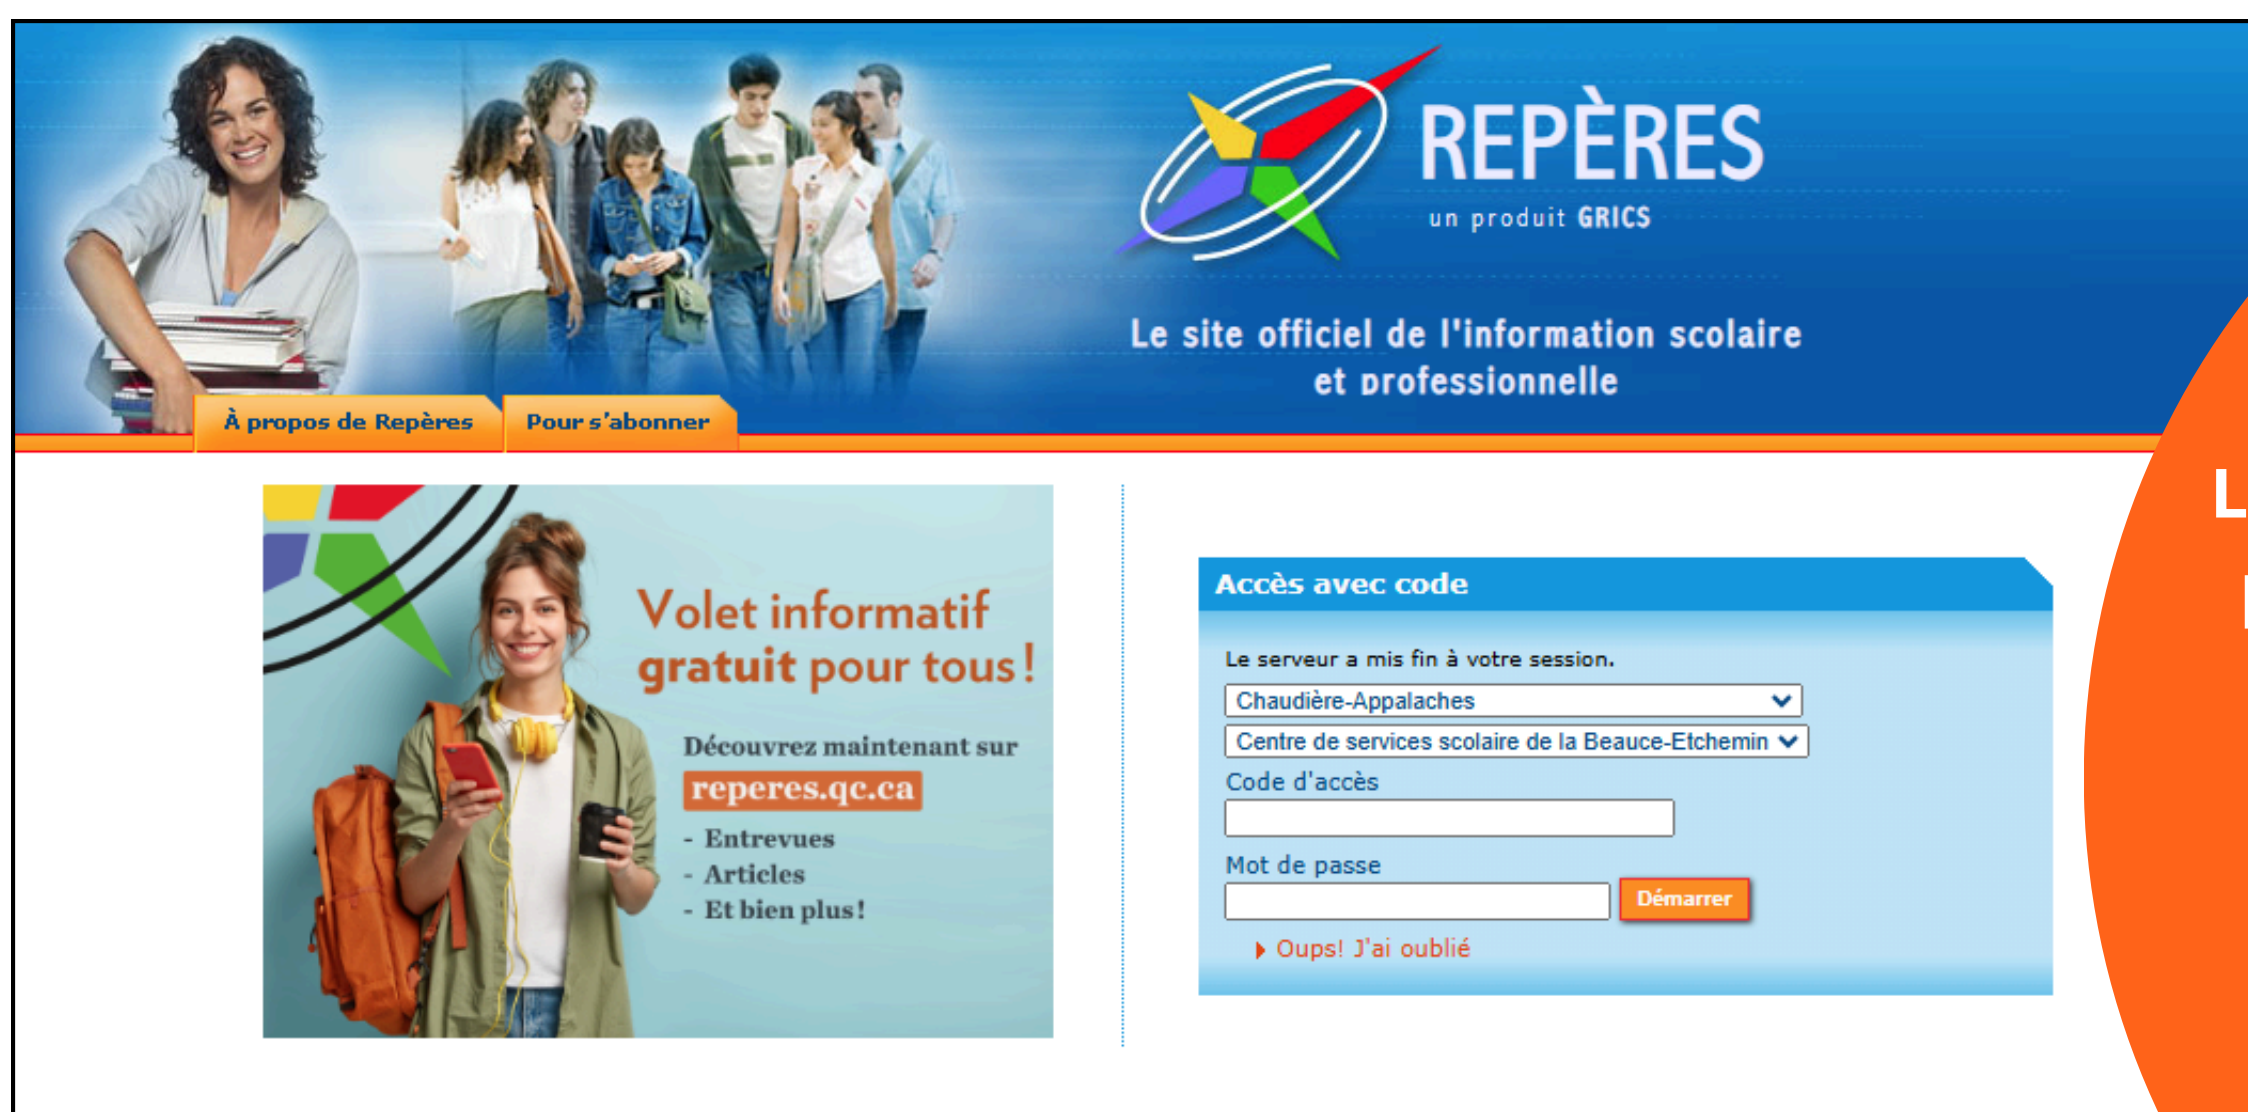 REPÈRES
un produit GRICS
Le site officiel de l'information scolaire
et professionnelle
À propos de Repères
Pour s'abonner
Volet informatif
gratuit pour tous!
Découvrez maintenant sur
reperes.qc.ca
- Entrevues
- Articles
- Et bien plus!
Accès avec code
Le serveur a mis fin à votre session.
Chaudière-Appalaches
Centre de services scolaire de la Beauce-Etchemin
Code d'accès
Mot de passe
Démarrer
Oups! J'ai oublié
L